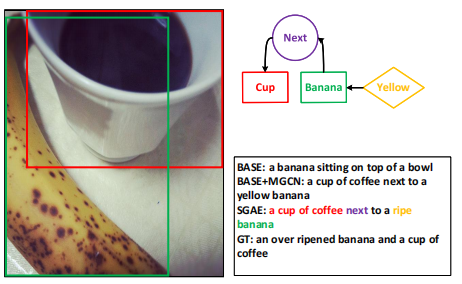 Next
Cup
Banana
Yellow
BASE: a banana sitting on top of a bowl
BASE+MGCN: a cup of coffee next to a
yellow banana
SGAE: a cup of coffee next to a ripe
banana
GT: an over ripened banana and a cup of
coffee